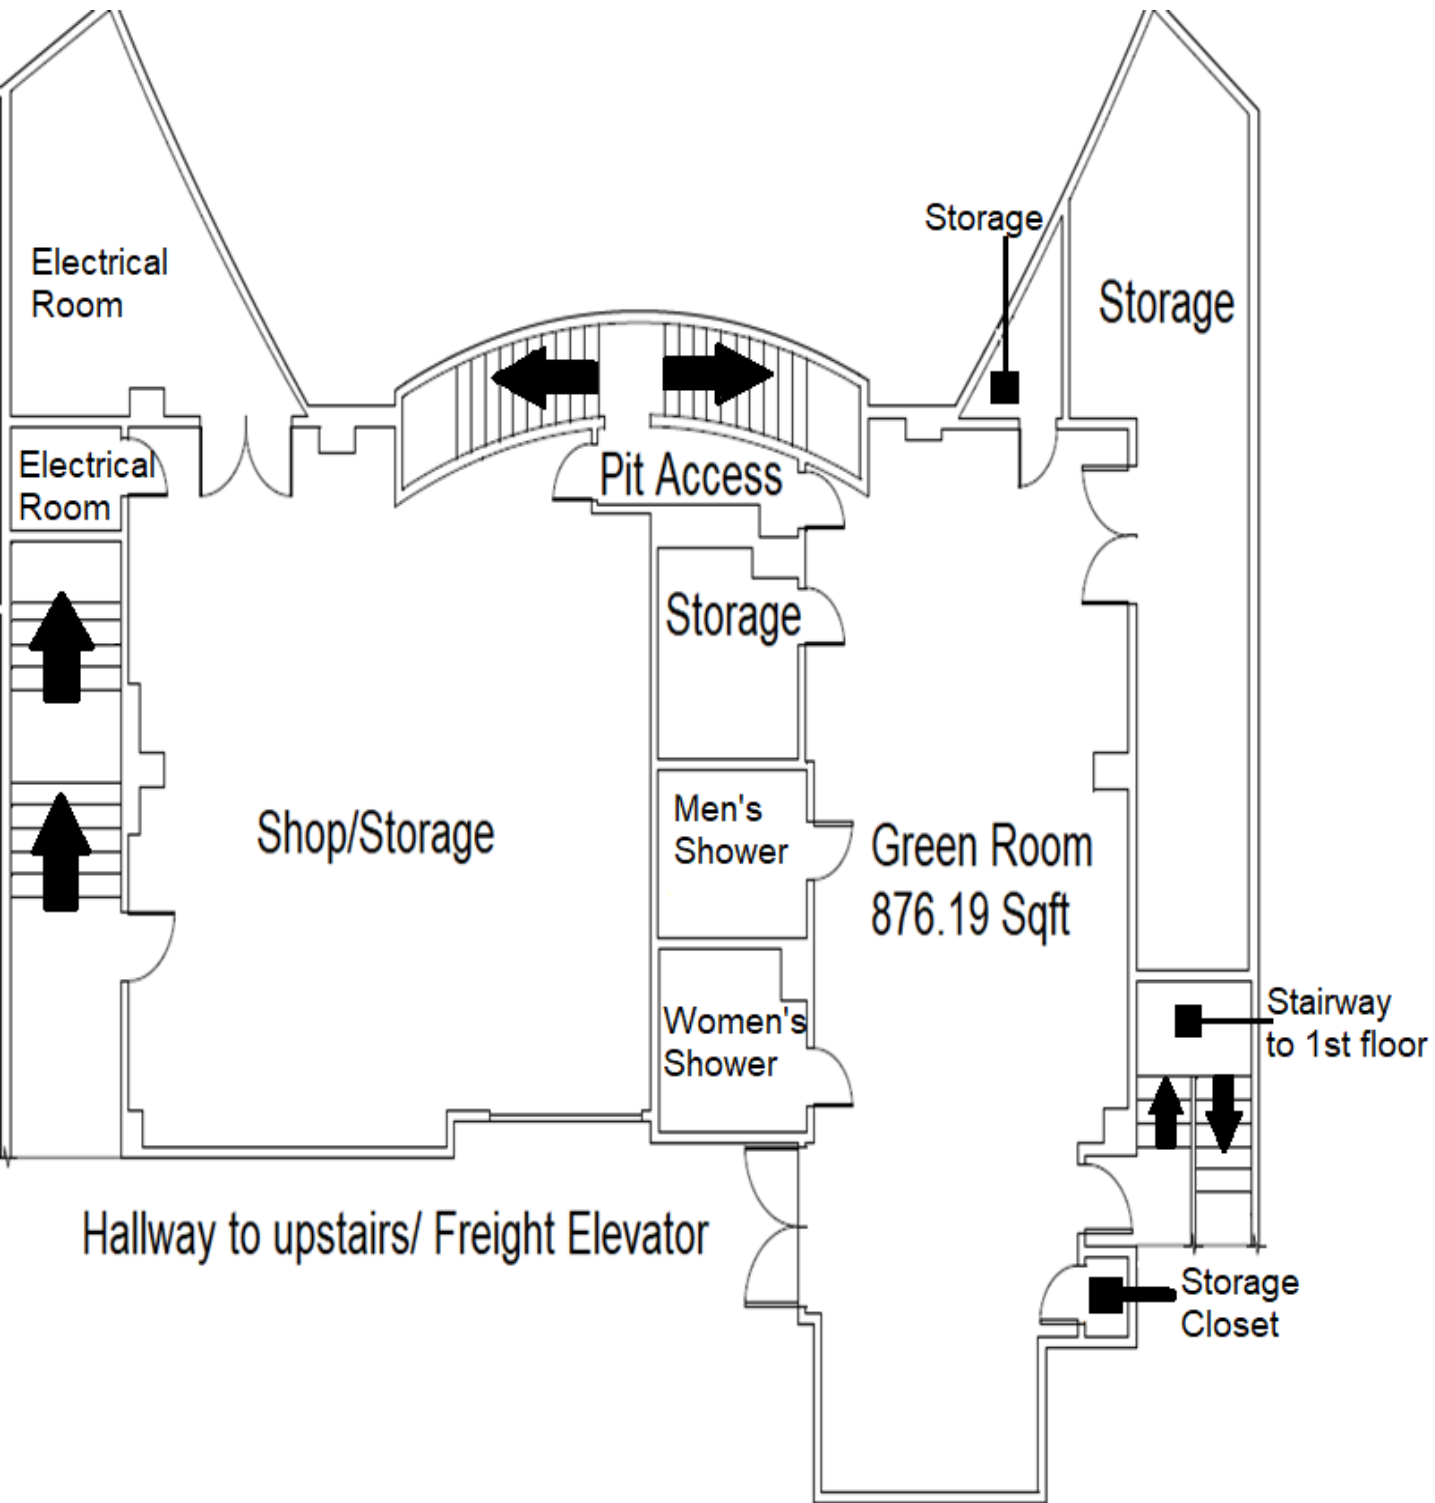 Storage
Electrical
Room
Storage
Electrical
Room
Pit Access
Storage
Men's
Shower
Shop/Storage
Green Room
876.19 Sqft
Women's
Shower
Stairway
to 1st floor
Hallway to upstairs/ Freight Elevator
Storage
Closet